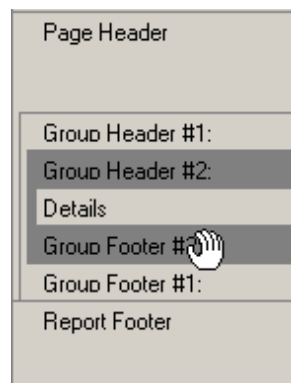 Page Header
Group Header #1:
Group Header #2:
Details
Group Footer
Group Footer #1:
Report Footer